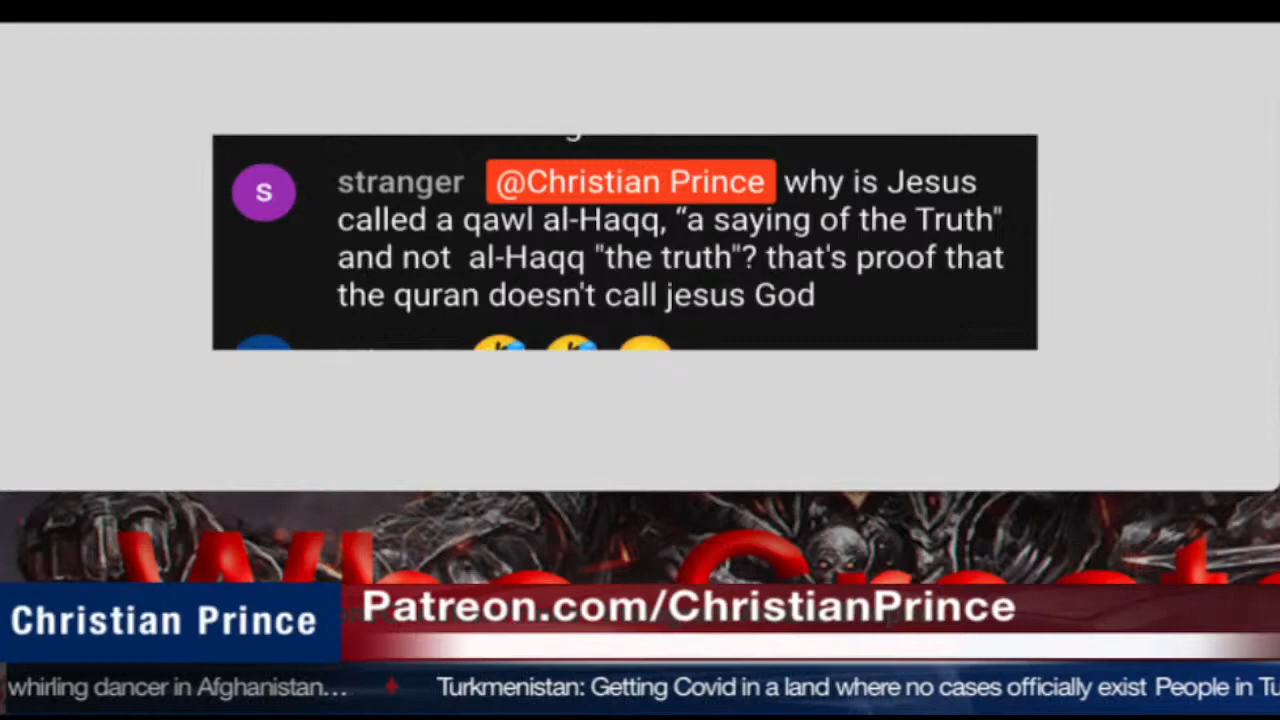 S
stranger @Christian Prince why is Jesus
called a qawl al-Haqq, “a saying of the Truth"
and not al-Haqq "the truth"? that's proof that
the quran doesn't call jesus God
Christian Prince
Patreon.com/ChristianPrince
whirling dancer in Afghanistan... Turkmenistan: Getting Covid in a land where no cases officially exist People in Tu